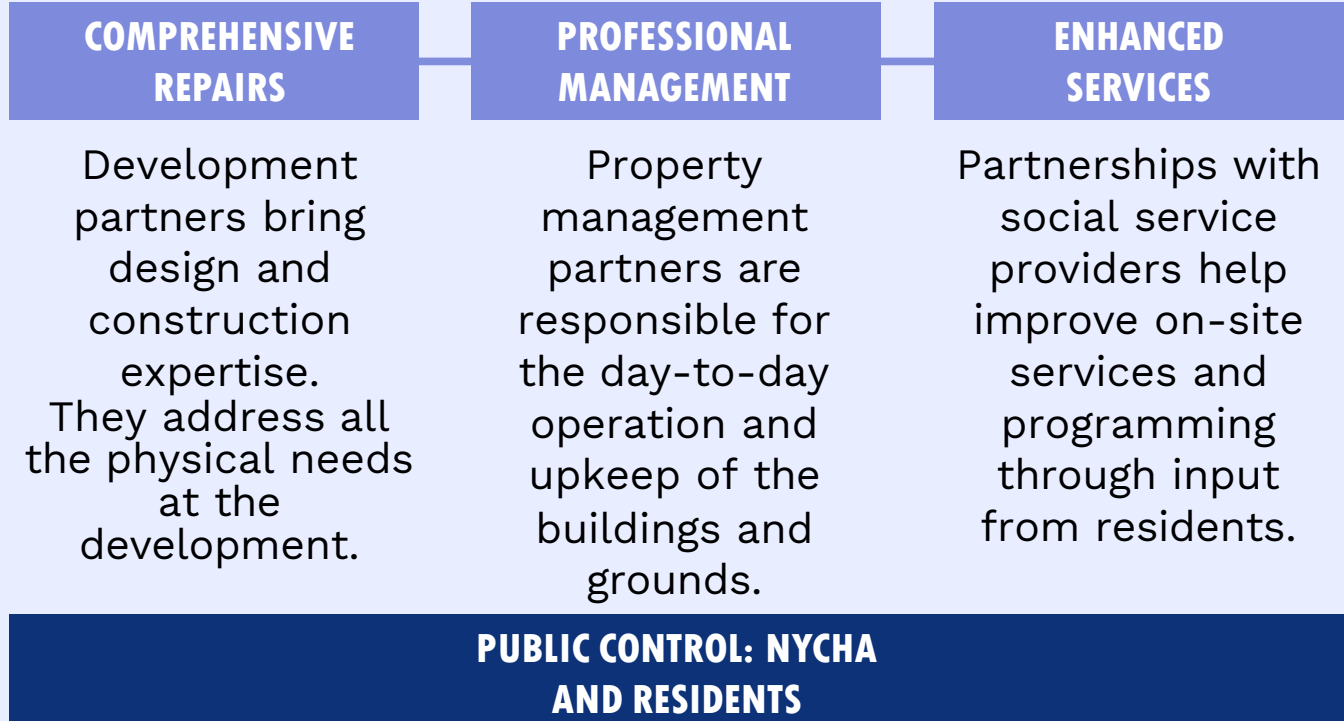 COMPREHENSIVE
REPAIRS
Development
partners bring
design and
construction
expertise.
They address all
the physical needs
at the
development.
PROFESSIONAL
MANAGEMENT
Property
management
partners are
responsible for
the day-to-day
operation and
upkeep of the
buildings and
grounds.
ENHANCED
SERVICES
Partnerships with
social service
providers help
improve on-site
services and
programming
through input
from residents.
PUBLIC CONTROL: NYCHA
AND RESIDENTS